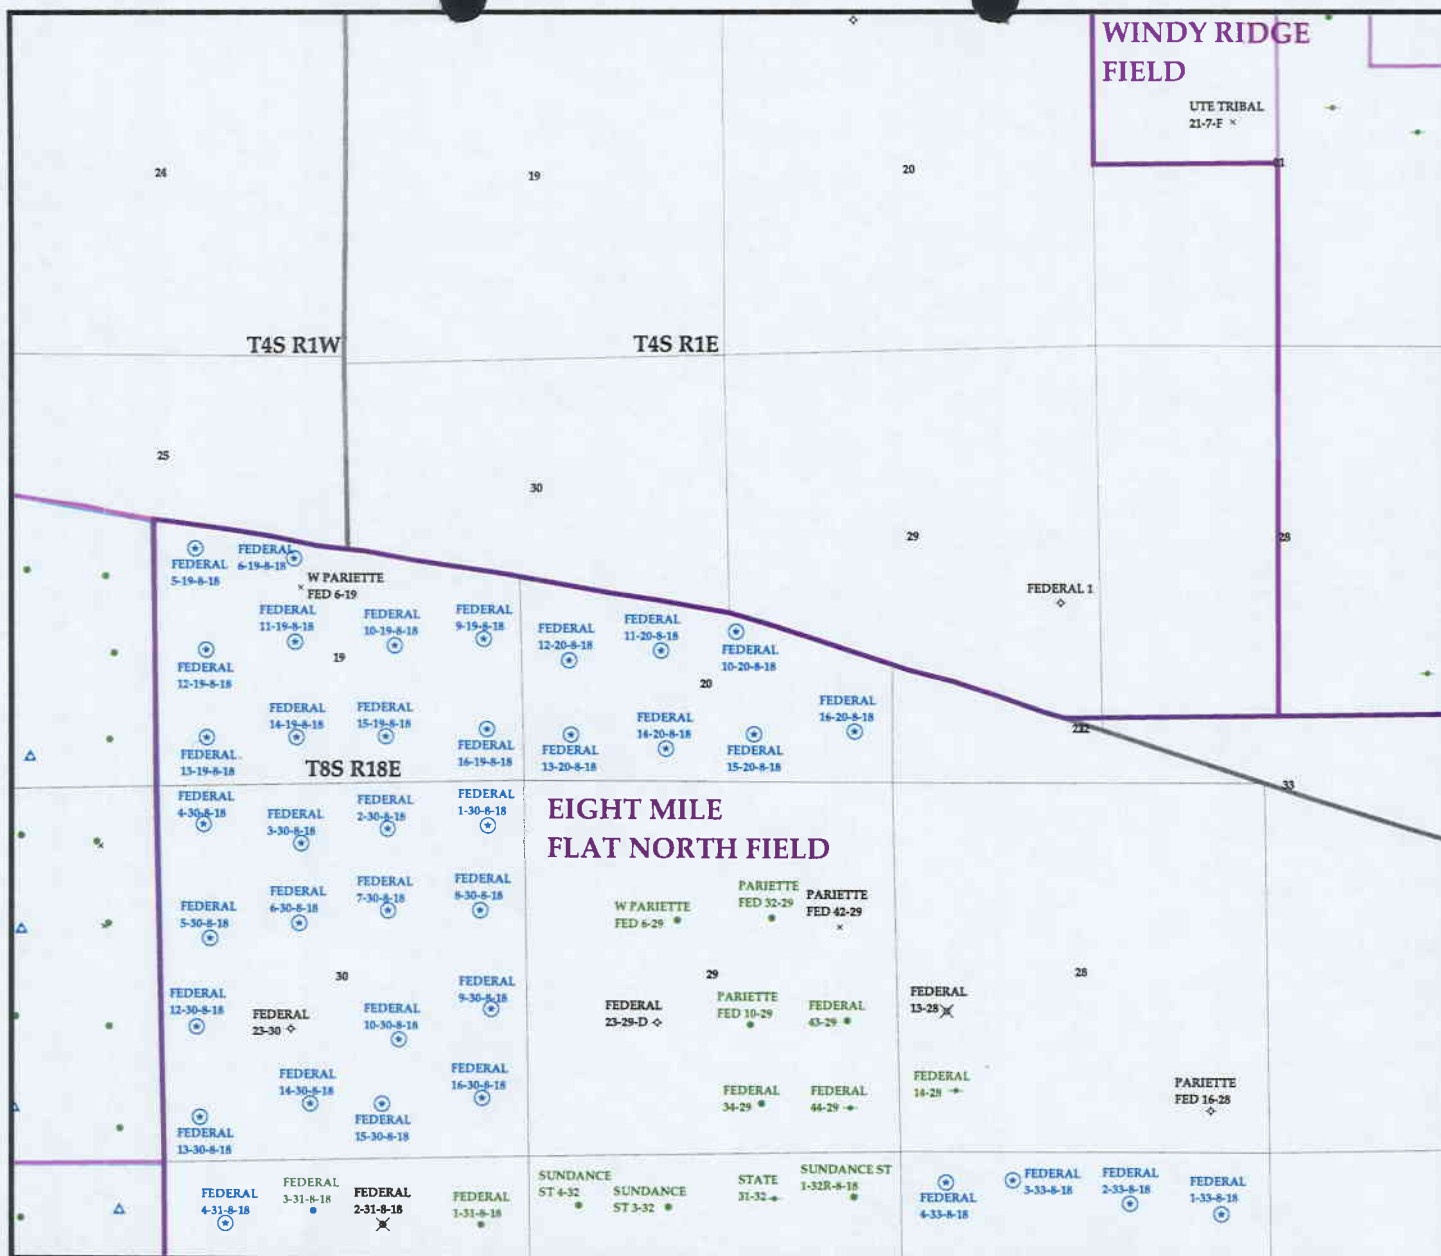 WINDY RIDGE
FIELD
UTE TRIBAL
21-7-F
24
19
20
21
T4S R1W
T4S R1E
25
30
29
28
FEDERAL
5-19-8-18
FEDERAL
6-19-8-18
W PARIETTE
FED 6-19
FEDERAL 1
FEDERAL
11-19-8-18
FEDERAL
10-19-8-18
FEDERAL
9-19-8-18
FEDERAL
12-20-8-18
FEDERAL
11-20-8-18
FEDERAL
10-20-8-18
FEDERAL
12-19-8-18
19
20
FEDERAL
14-19-8-18
FEDERAL
15-19-8-18
FEDERAL
16-19-8-18
FEDERAL
13-20-8-18
FEDERAL
14-20-8-18
FEDERAL
15-20-8-18
FEDERAL
16-20-8-18
FEDERAL
13-19-8-18
T8S R18E
33
FEDERAL
4-30-8-18
FEDERAL
3-30-8-18
FEDERAL
2-30-8-18
FEDERAL
1-30-8-18
EIGHT MILE
FLAT NORTH FIELD
FEDERAL
5-30-8-18
FEDERAL
6-30-8-18
FEDERAL
7-30-8-18
FEDERAL
8-30-8-18
W PARIETTE
FED 6-29
PARIETTE
FED 32-29
PARIETTE
FED 42-29
30
29
28
FEDERAL
12-30-8-18
FEDERAL
23-30
FEDERAL
10-30-8-18
FEDERAL
9-30-8-18
FEDERAL
23-29-D
PARIETTE
FED 10-29
FEDERAL
43-29
FEDERAL
13-28
FEDERAL
14-30-8-18
FEDERAL
16-30-8-18
FEDERAL
34-29
FEDERAL
44-29
FEDERAL
14-28
PARIETTE
FED 16-28
FEDERAL
13-30-8-18
FEDERAL
15-30-8-18
FEDERAL
4-31-8-18
FEDERAL
3-31-8-18
FEDERAL
2-31-8-18
FEDERAL
1-31-8-18
SUNDANCE
ST 4-32
SUNDANCE
ST 3-32
STATE
31-32
SUNDANCE ST
1-32R-8-18
FEDERAL
4-33-8-18
FEDERAL
3-33-8-18
FEDERAL
2-33-8-18
FEDERAL
1-33-8-18